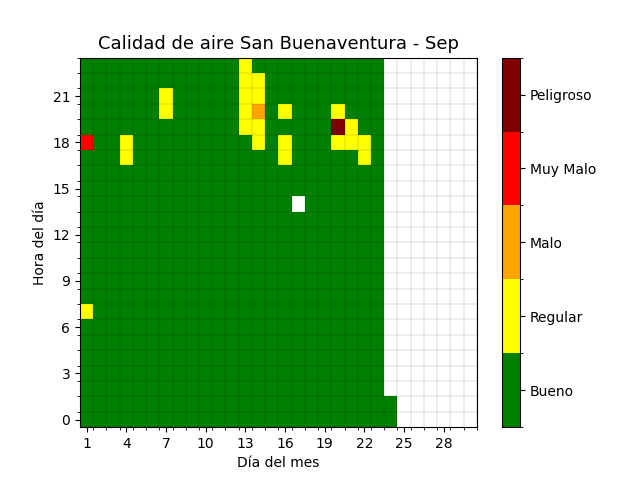 Calidad de aire San Buenaventura - Sep
Hora del día
21
18
15
12
9
6
3
0
1 4 7 10 13 16 19 22 25 28
Día del mes
Peligroso
Muy Malo
Malo
Regular
Bueno